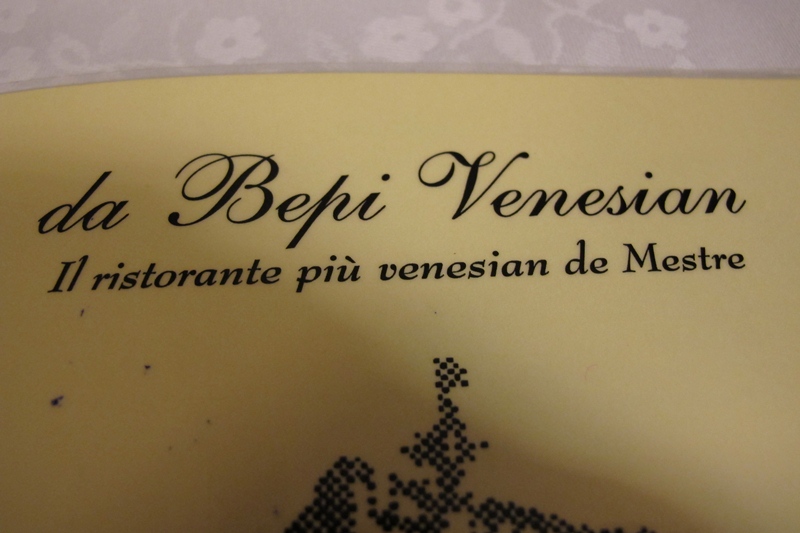 da Bepi Venesian
Il ristorante più venesian de Mestre